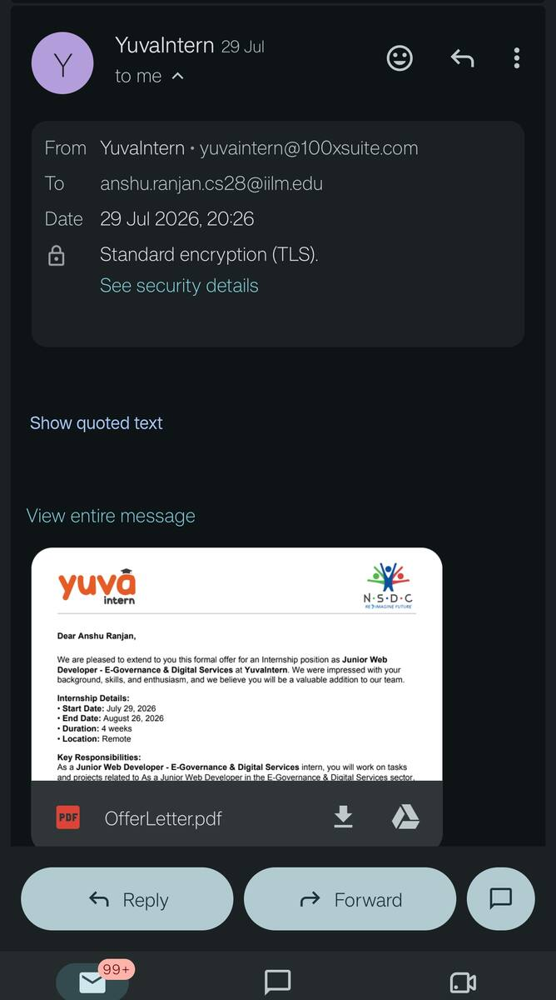 Y
YuvaIntern 29 Jul
to me
From YuvaIntern • yuvaintern@100xsuite.com
To anshu.ranjan.cs28@iilm.edu
Date 29 Jul 2026, 20:26
Standard encryption (TLS).
See security details
Show quoted text
View entire message
yuva
intern
N·S·D·C
RE IMAGINE FUTURE
Dear Anshu Ranjan,
We are pleased to extend to you this formal offer for an Internship position as Junior Web
Developer - E-Governance & Digital Services at YuvaIntern. We were impressed with your
background, skills, and enthusiasm, and we believe you will be a valuable addition to our team.
Internship Details:
• Start Date: July 29, 2026
• End Date: August 26, 2026
• Duration: 4 weeks
• Location: Remote
Key Responsibilities:
As a Junior Web Developer - E-Governance & Digital Services intern, you will work on tasks
and projects related to As a Junior Web Developer in the E-Governance & Digital Services sector,
PDF OfferLetter.pdf
Reply
Forward
99+